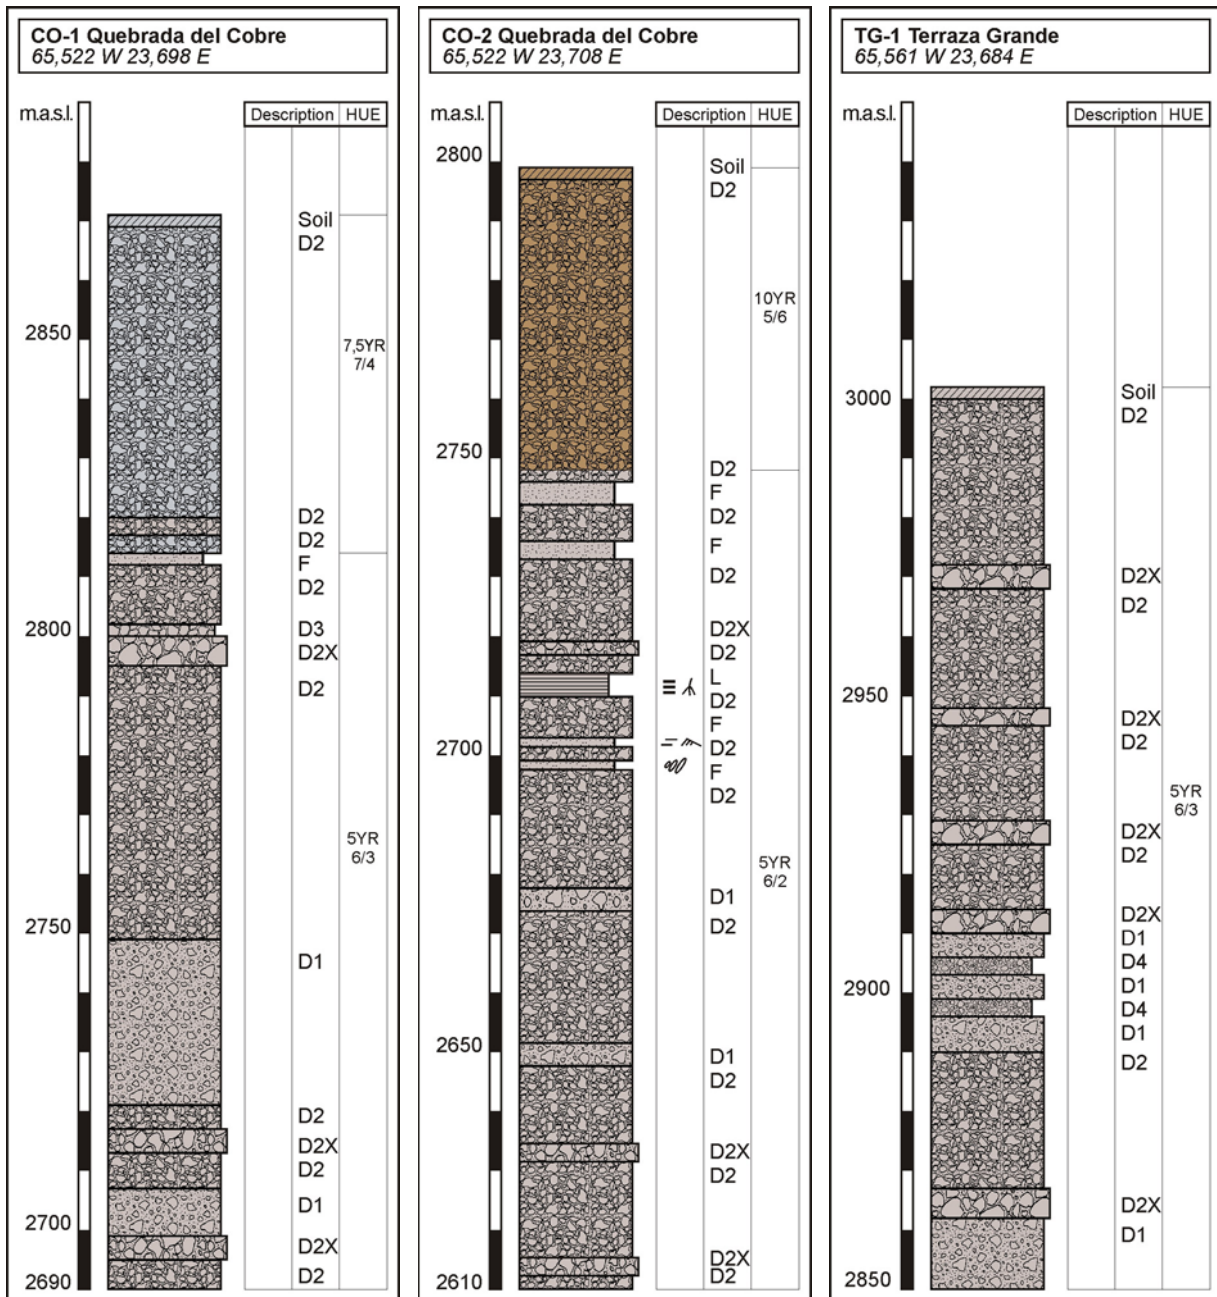 CO-1 Quebrada del Cobre
65,522 W 23,698 E
m.a.s.l.
Description HUE
Soil
D2
2850
7,5YR
7/4
D2
D2
F
D2
2800
D3
D2X
D2
5YR
6/3
2750
D1
D2
D2X
D2
D1
2700
D2X
D2
2690
CO-2 Quebrada del Cobre
65,522 W 23,708 E
m.a.s.l.
Description HUE
2800
Soil
D2
10YR
5/6
2750
D2
F
D2
F
D2
D2X
D2
L
D2
F
2700
D2
F
D2
5YR
6/2
D1
D2
2650
D1
D2
D2X
D2
D2X
D2
2610
TG-1 Terraza Grande
65,561 W 23,684 E
m.a.s.l.
Description HUE
3000
Soil
D2
D2X
D2
2950
D2X
D2
5YR
6/3
D2X
D2
D2X
D1
D4
2900
D1
D4
D1
D2
D2X
D1
2850